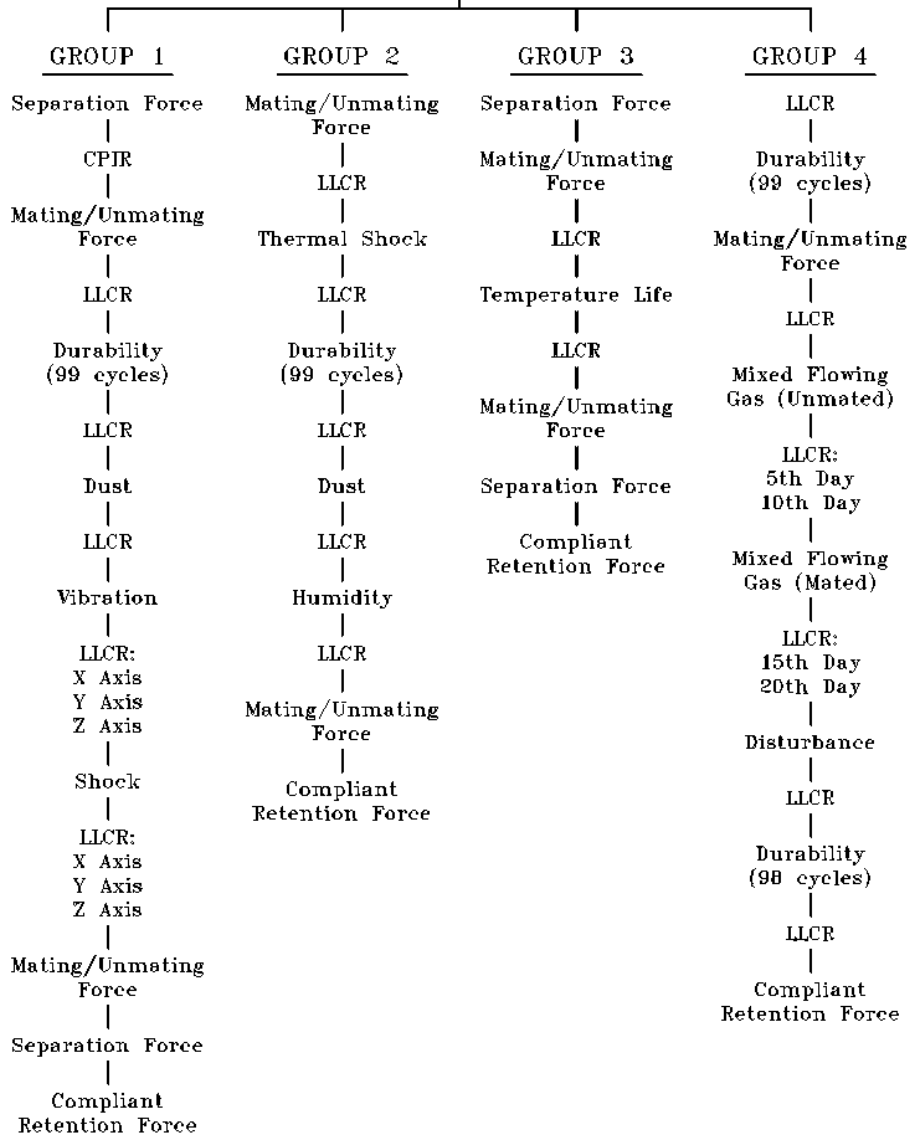 GROUP 1
Separation Force
CPIR
Mating/Unmating
Force
LLCR
Durability
(99 cycles)
LLCR
Dust
LLCR
Vibration
LLCR:
X Axis
Y Axis
Z Axis
Shock
LLCR:
X Axis
Y Axis
Z Axis
Mating/Unmating
Force
Separation Force
Compliant
Retention Force
GROUP 2
Mating/Unmating
Force
LLCR
Thermal Shock
LLCR
Durability
(99 cycles)
LLCR
Dust
LLCR
Humidity
LLCR
Mating/Unmating
Force
Compliant
Retention Force
GROUP 3
Separation Force
Mating/Unmating
Force
LLCR
Temperature Life
LLCR
Mating/Unmating
Force
Separation Force
Compliant
Retention Force
GROUP 4
LLCR
Durability
(99 cycles)
Mating/Unmating
Force
LLCR
Mixed Flowing
Gas (Unmated)
LLCR:
5th Day
10th Day
Mixed Flowing
Gas (Mated)
LLCR:
15th Day
20th Day
Disturbance
LLCR
Durability
(98 cycles)
LLCR
Compliant
Retention Force